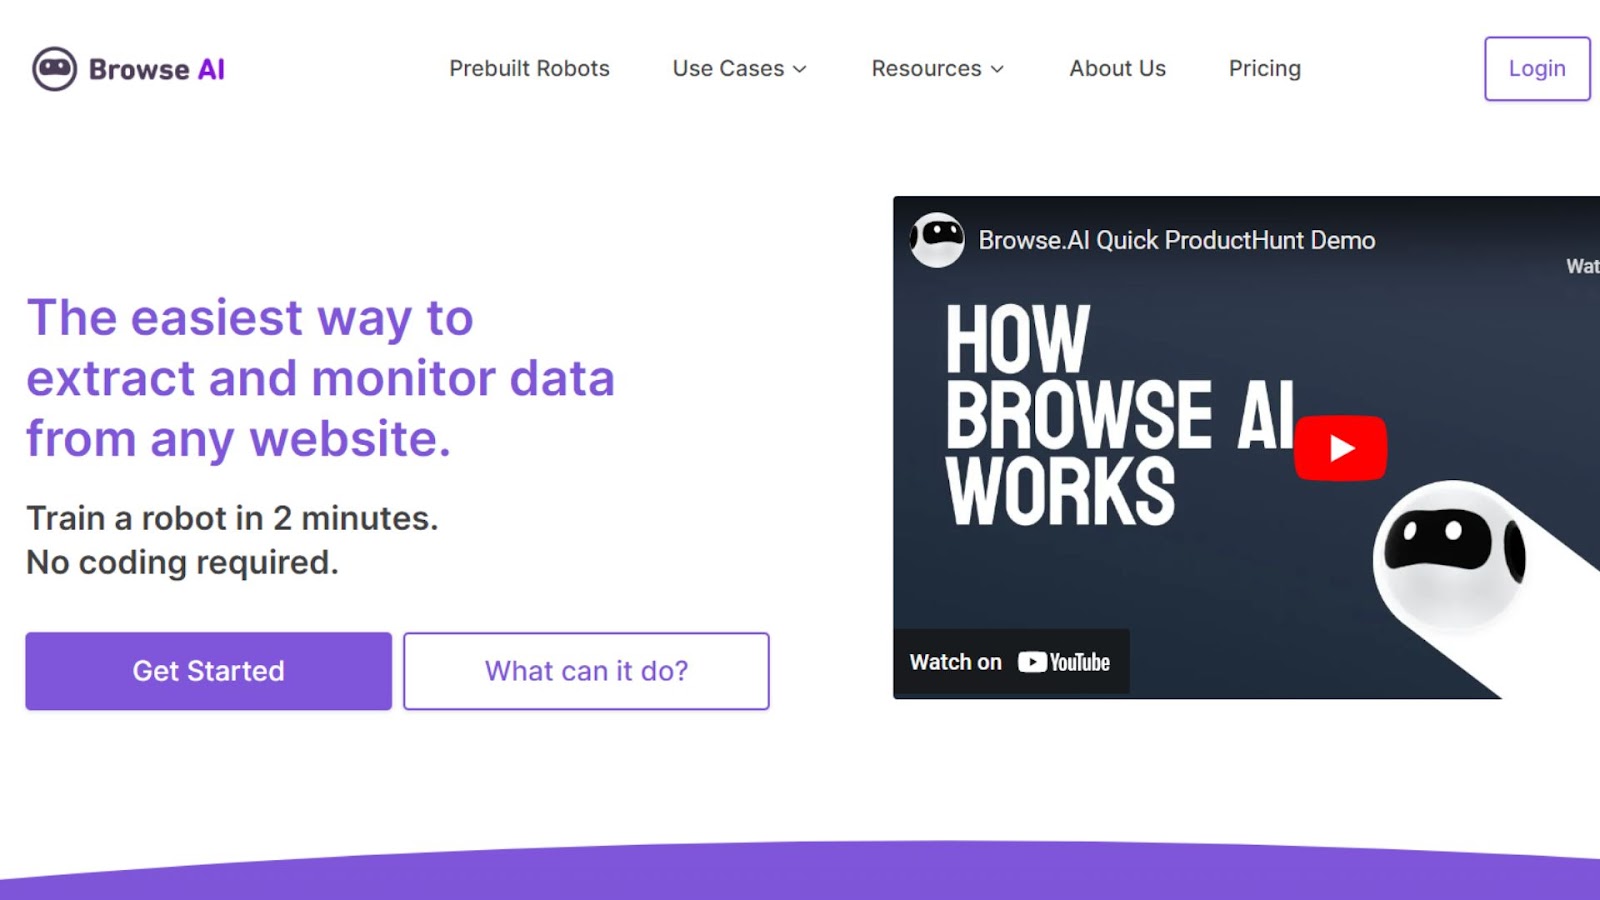 Browse AI
Prebuilt Robots
Use Cases
Resources
About Us
Pricing
Login
The easiest way to
extract and monitor data
from any website.
Train a robot in 2 minutes.
No coding required.
Get Started
What can it do?
Browse.AI Quick ProductHunt Demo
Wat
HOW
BROWSE AI
WORKS
Watch on YouTube